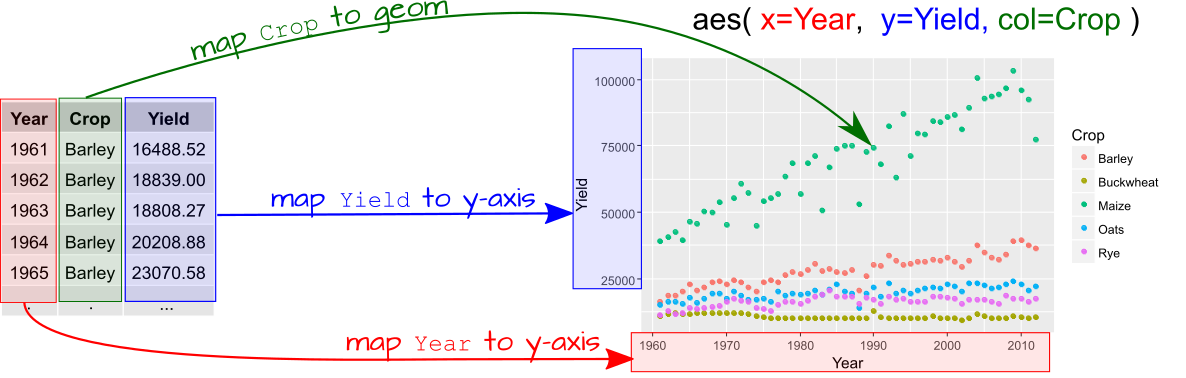 map Crop to geom
aes( x=Year, y=Yield, col=Crop )
Year Crop Yield
1961 Barley 16488.52
1962 Barley 18839.00
1963 Barley 18808.27
1964 Barley 20208.88
1965 Barley 23070.58
. . ...
map Yield to y-axis
map Year to y-axis
Yield
100000
75000
50000
25000
1960 1970 1980 1990 2000 2010
Year
Crop
Barley
Buckwheat
Maize
Oats
Rye